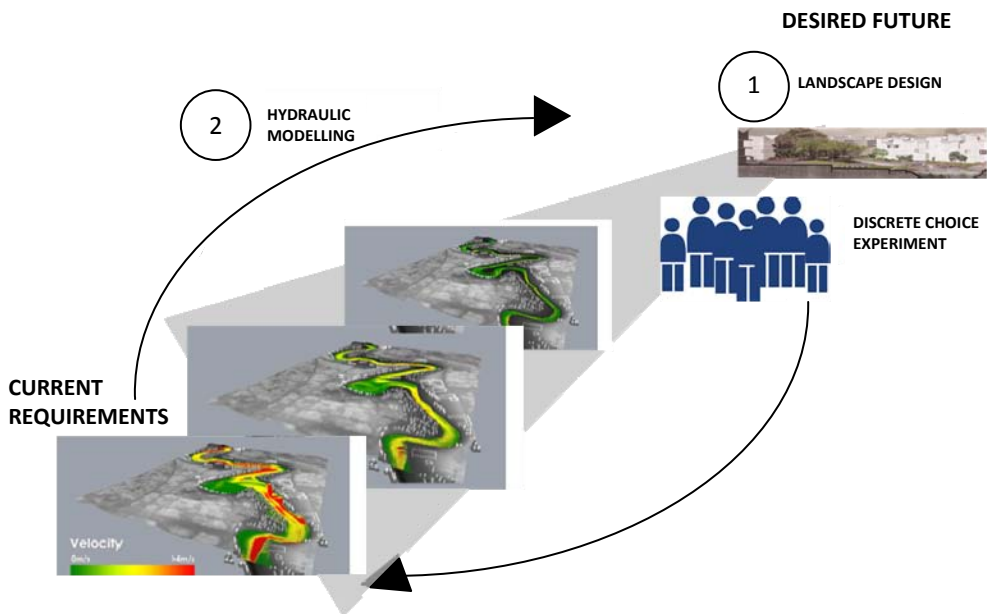 DESIRED FUTURE
1
LANDSCAPE DESIGN
2
HYDRAULIC
MODELLING
DISCRETE CHOICE
EXPERIMENT
CURRENT
REQUIREMENTS
Velocity
0m/s >4m/s